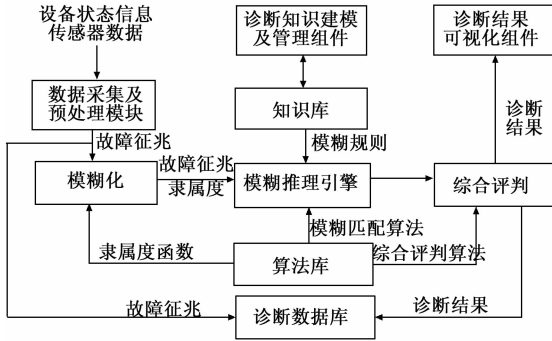 设备状态信息
传感器数据
诊断知识建模
及管理组件
诊断结果
可视化组件
数据采集及
预处理模块
知识库
诊断
结果
故障征兆
模糊规则
模糊化
故障征兆
隶属度
模糊推理引擎
综合评判
模糊匹配算法
隶属度函数
算法库
综合评判算法
故障征兆
诊断数据库
诊断结果